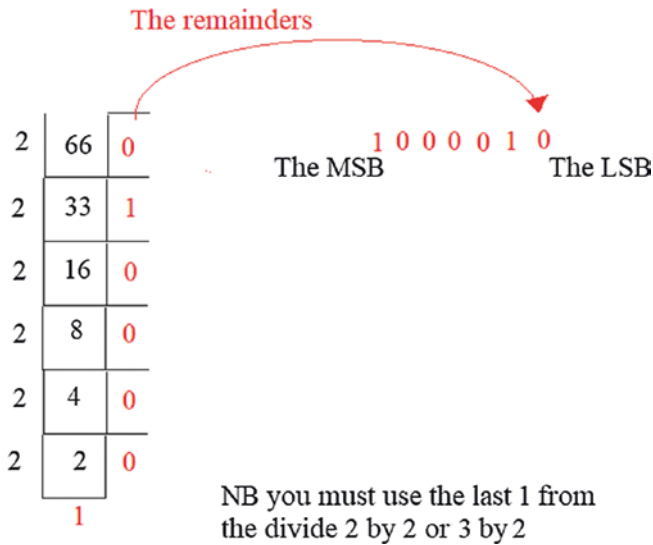 The remainders
2 66 0
1 0 0 0 0 1 0
The MSB The LSB
2 33 1
2 16 0
2 8 0
2 4 0
2 2 0
1
NB you must use the last 1 from
the divide 2 by 2 or 3 by 2